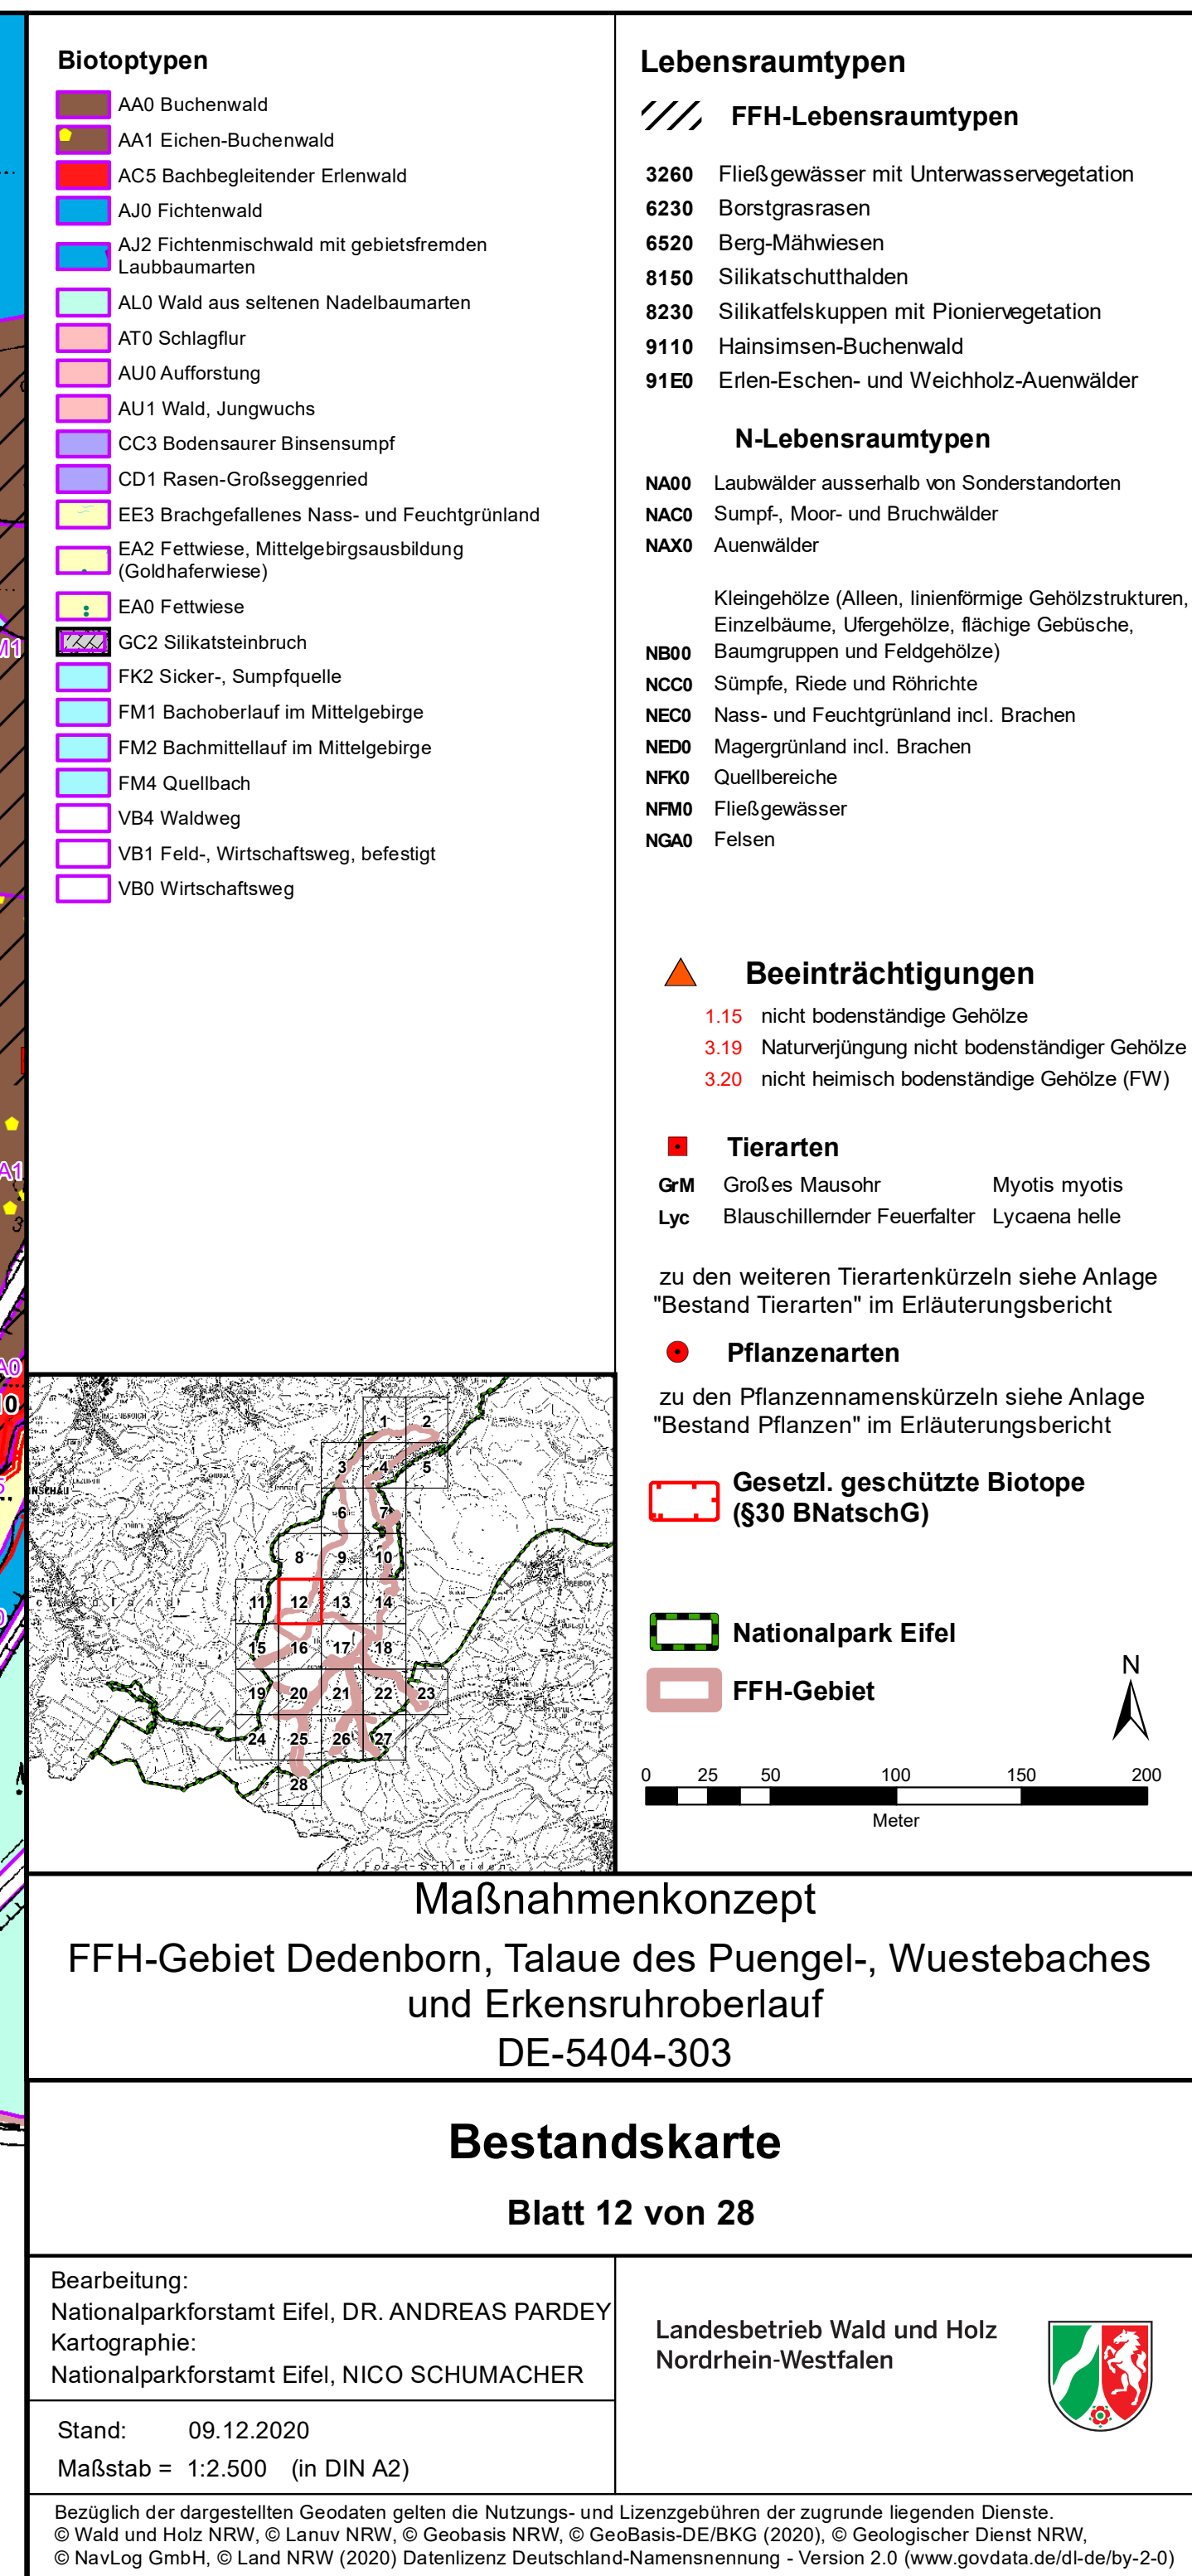 Biotoptypen
AA0 Buchenwald
AA1 Eichen-Buchenwald
AC5 Bachbegleitender Erlenwald
AJ0 Fichtenwald
AJ2 Fichtenmischwald mit gebietsfremden
Laubbaumarten
AL0 Wald aus seltenen Nadelbaumarten
AT0 Schlagflur
AU0 Aufforstung
AU1 Wald, Jungwuchs
CC3 Bodensaurer Binsensumpf
CD1 Rasen-Großseggenried
EE3 Brachgefallenes Nass- und Feuchtgrünland
EA2 Fettwiese, Mittelgebirgsausbildung
(Goldhaferwiese)
EA0 Fettwiese
GC2 Silikatsteinbruch
FK2 Sicker-, Sumpfquelle
FM1 Bachoberlauf im Mittelgebirge
FM2 Bachmittellauf im Mittelgebirge
FM4 Quellbach
VB4 Waldweg
VB1 Feld-, Wirtschaftsweg, befestigt
VB0 Wirtschaftsweg
Lebensraumtypen
FFH-Lebensraumtypen
3260 Fließgewässer mit Unterwasservegetation
6230 Borstgrasrasen
6520 Berg-Mähwiesen
8150 Silikatschutthalden
8230 Silikatfelskuppen mit Pioniervegetation
9110 Hainsimsen-Buchenwald
91E0 Erlen-Eschen- und Weichholz-Auenwälder
N-Lebensraumtypen
NA00 Laubwälder ausserhalb von Sonderstandorten
NAC0 Sumpf-, Moor- und Bruchwälder
NAX0 Auenwälder
Kleingehölze (Alleen, linienförmige Gehölzstrukturen,
Einzelbäume, Ufergehölze, flächige Gebüsche,
NB00 Baumgruppen und Feldgehölze)
NCC0 Sümpfe, Riede und Röhrichte
NEC0 Nass- und Feuchtgrünland incl. Brachen
NED0 Magergrünland incl. Brachen
NFK0 Quellbereiche
NFM0 Fließgewässer
NGA0 Felsen
Beeinträchtigungen
1.15 nicht bodenständige Gehölze
3.19 Naturverjüngung nicht bodenständiger Gehölze
3.20 nicht heimisch bodenständige Gehölze (FW)
Tierarten
GrM Großes Mausohr Myotis myotis
Lyc Blauschillernder Feuerfalter Lycaena helle
zu den weiteren Tierartenkürzeln siehe Anlage
"Bestand Tierarten" im Erläuterungsbericht
Pflanzenarten
zu den Pflanzennamenskürzeln siehe Anlage
"Bestand Pflanzen" im Erläuterungsbericht
Gesetzl. geschützte Biotope
(§30 BNatschG)
Nationalpark Eifel
FFH-Gebiet
N
0 25 50 100 150 200
Meter
M1
A1
A0
1 2
3 4 5
6 7
8 9 10
11 12 13 14
15 16 17 18
19 20 21 22 23
24 25 26 27
28
Forst-Schleiden
Maßnahmenkonzept
FFH-Gebiet Dedenborn, Talaue des Puengel-, Wuestebaches
und Erkensruhroberlauf
DE-5404-303
Bestandskarte
Blatt 12 von 28
Bearbeitung:
Nationalparkforstamt Eifel, DR. ANDREAS PARDEY
Kartographie:
Nationalparkforstamt Eifel, NICO SCHUMACHER
Stand: 09.12.2020
Maßstab = 1:2.500 (in DIN A2)
Landesbetrieb Wald und Holz
Nordrhein-Westfalen
Bezüglich der dargestellten Geodaten gelten die Nutzungs- und Lizenzgebühren der zugrunde liegenden Dienste.
© Wald und Holz NRW, © Lanuv NRW, © Geobasis NRW, © GeoBasis-DE/BKG (2020), © Geologischer Dienst NRW,
© NavLog GmbH, © Land NRW (2020) Datenlizenz Deutschland-Namensnennung - Version 2.0 (www.govdata.de/dl-de/by-2-0)